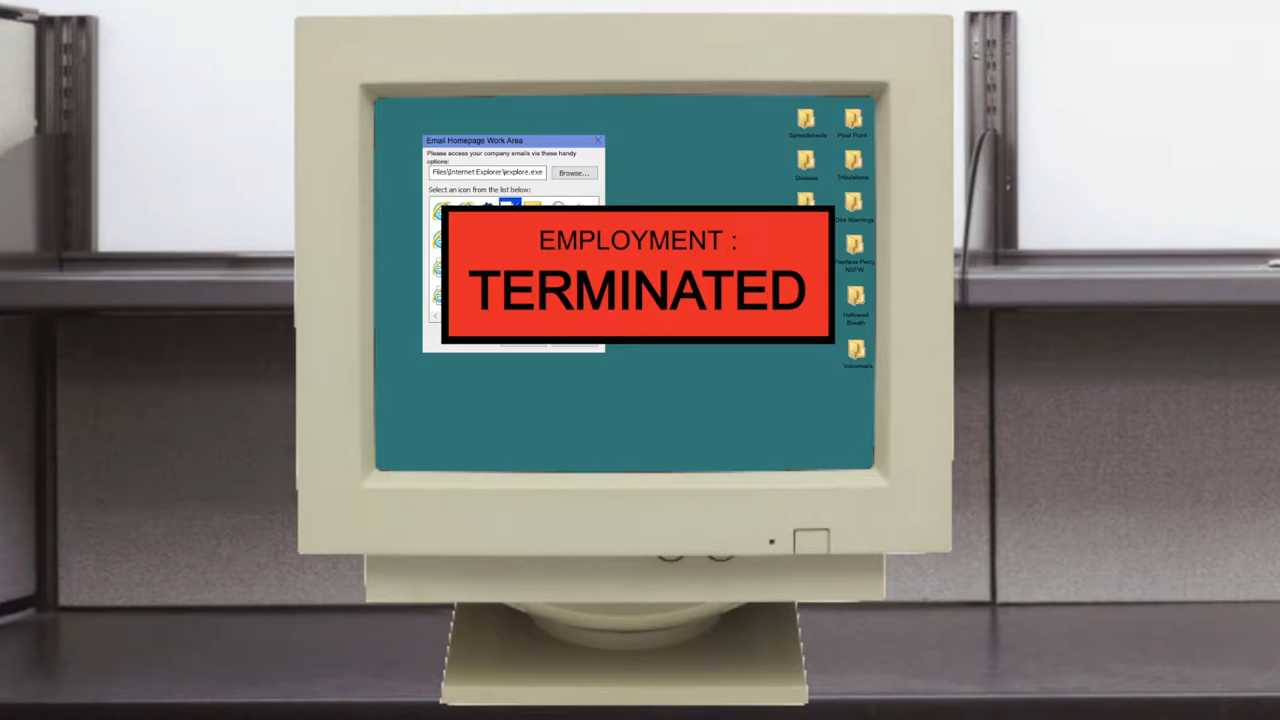 Email Homepage Work Area
Please access your company emails via these handy
options:
Files\Internet Explorer\iexplore.exe
Browse...
Select an icon from the list below:
EMPLOYMENT :
TERMINATED
Spreadsheets
Pixel Paint
Disease
Tribulations
Dire Warnings
Peerless Percy
NSFW
Hallowed
Breath
Voicemails